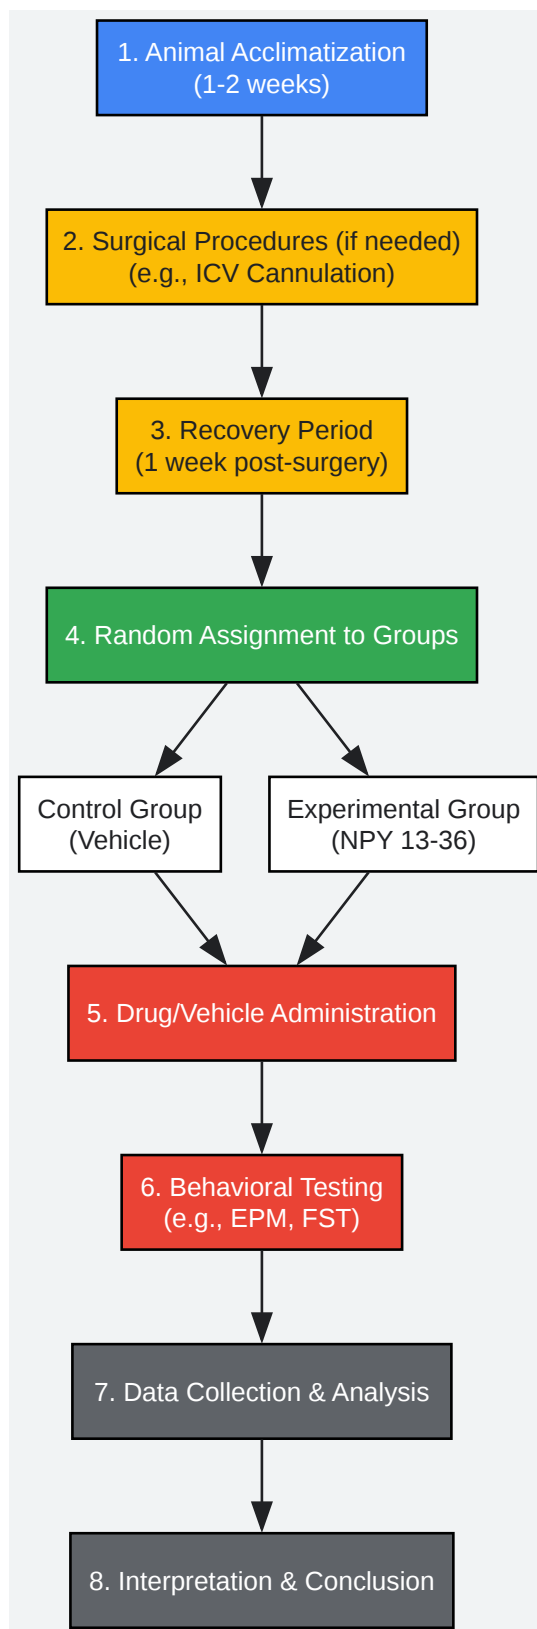 1. Animal Acclimatization
(1-2 weeks)
2. Surgical Procedures (if needed)
(e.g., ICV Cannulation)
3. Recovery Period
(1 week post-surgery)
4. Random Assignment to Groups
Control Group
(Vehicle)
Experimental Group
(NPY 13-36)
5. Drug/Vehicle Administration
6. Behavioral Testing
(e.g., EPM, FST)
7. Data Collection & Analysis
8. Interpretation & Conclusion